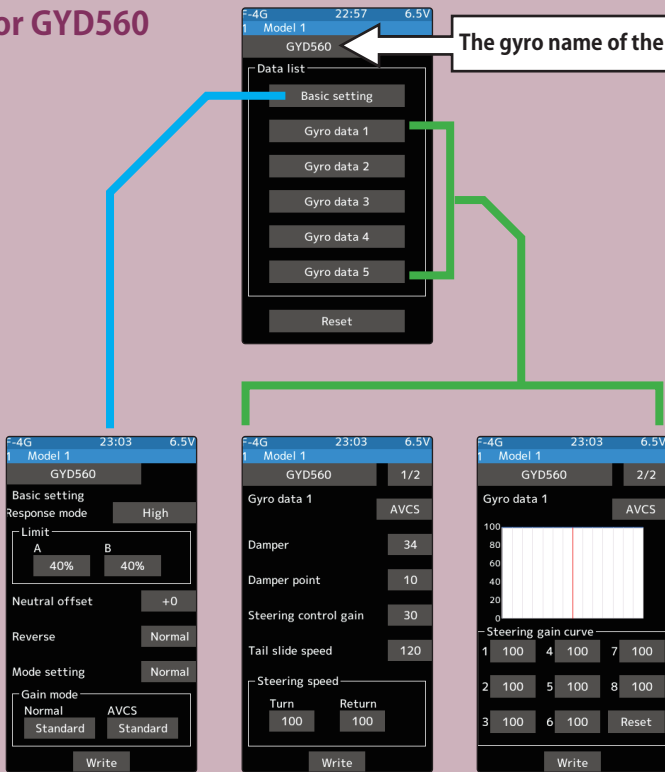 or GYD560
The gyro name of the
F-4G 22:57 6.5V
1 Model 1
GYD560
Data list
Basic setting
Gyro data 1
Gyro data 2
Gyro data 3
Gyro data 4
Gyro data 5
Reset
F-4G 23:03 6.5V
1 Model 1
GYD560
Basic setting
Response mode High
Limit
A B
40% 40%
Neutral offset +0
Reverse Normal
Mode setting Normal
Gain mode
Normal AVCS
Standard Standard
Write
F-4G 23:03 6.5V
1 Model 1
GYD560 1/2
Gyro data 1
AVCS
Damper 34
Damper point 10
Steering control gain 30
Tail slide speed 120
Steering speed
Turn Return
100 100
Write
F-4G 23:03 6.5V
1 Model 1
GYD560 2/2
Gyro data 1
AVCS
100
80
60
40
20
0
Steering gain curve
1 100 4 100 7 100
2 100 5 100 8 100
3 100 6 100 Reset
Write